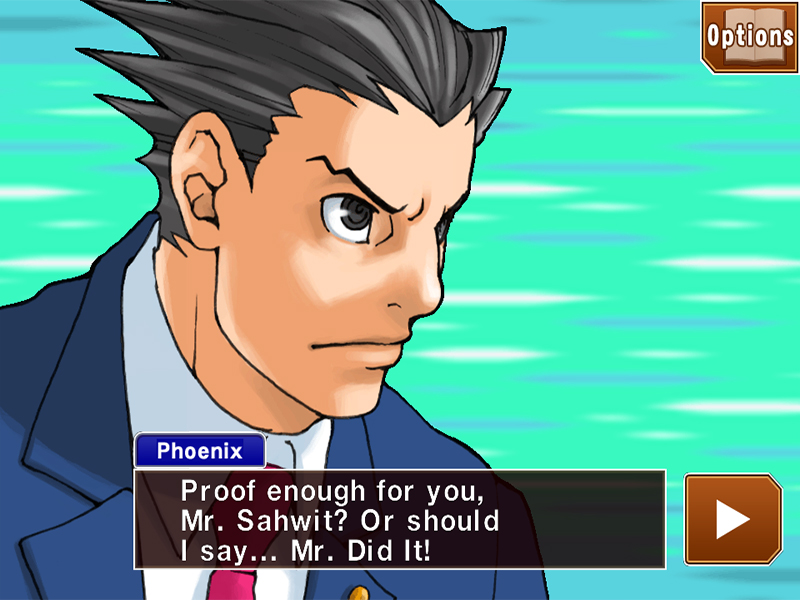 Options
Phoenix
Proof enough for you,
Mr. Sahwit? Or should
I say... Mr. Did It!